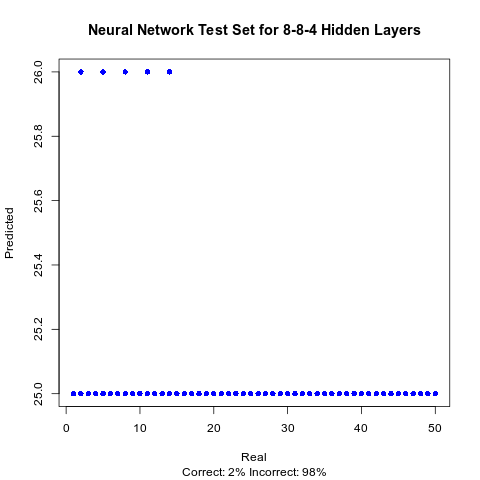 Neural Network Test Set for 8-8-4 Hidden Layers
Predicted
26.0
25.8
25.6
25.4
25.2
25.0
0 10 20 30 40 50
Real
Correct: 2% Incorrect: 98%